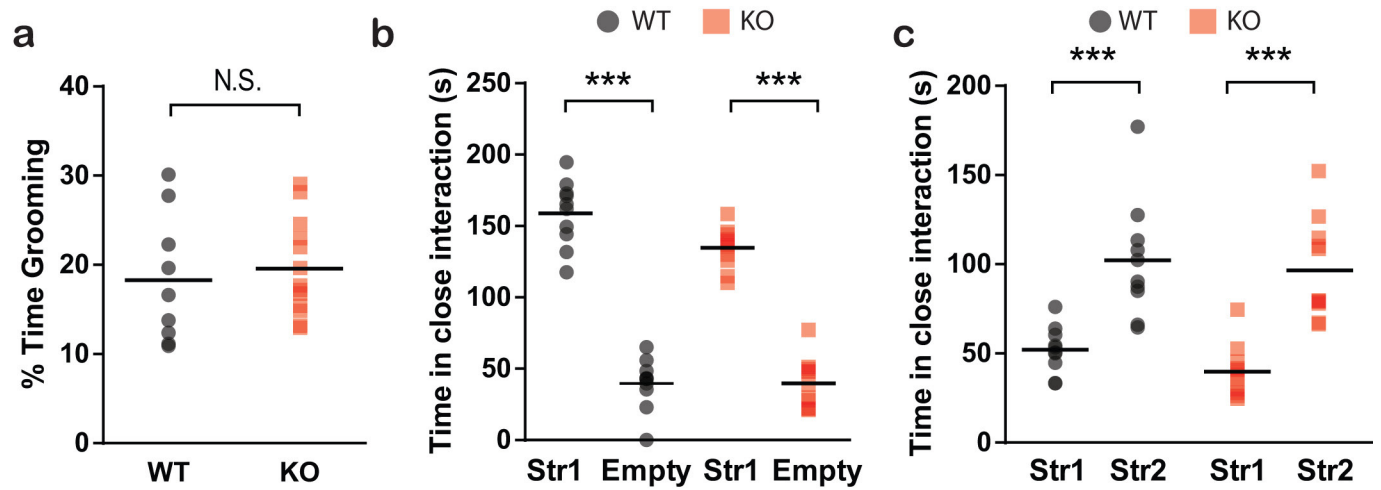 a
% Time Grooming
40
30
20
10
0
N.S.
WT
KO
b
WT KO
Time in close interaction (s)
250
200
150
100
50
0
***
***
Str1 Empty Str1 Empty
c
WT KO
Time in close interaction (s)
200
150
100
50
0
***
***
Str1 Str2 Str1 Str2